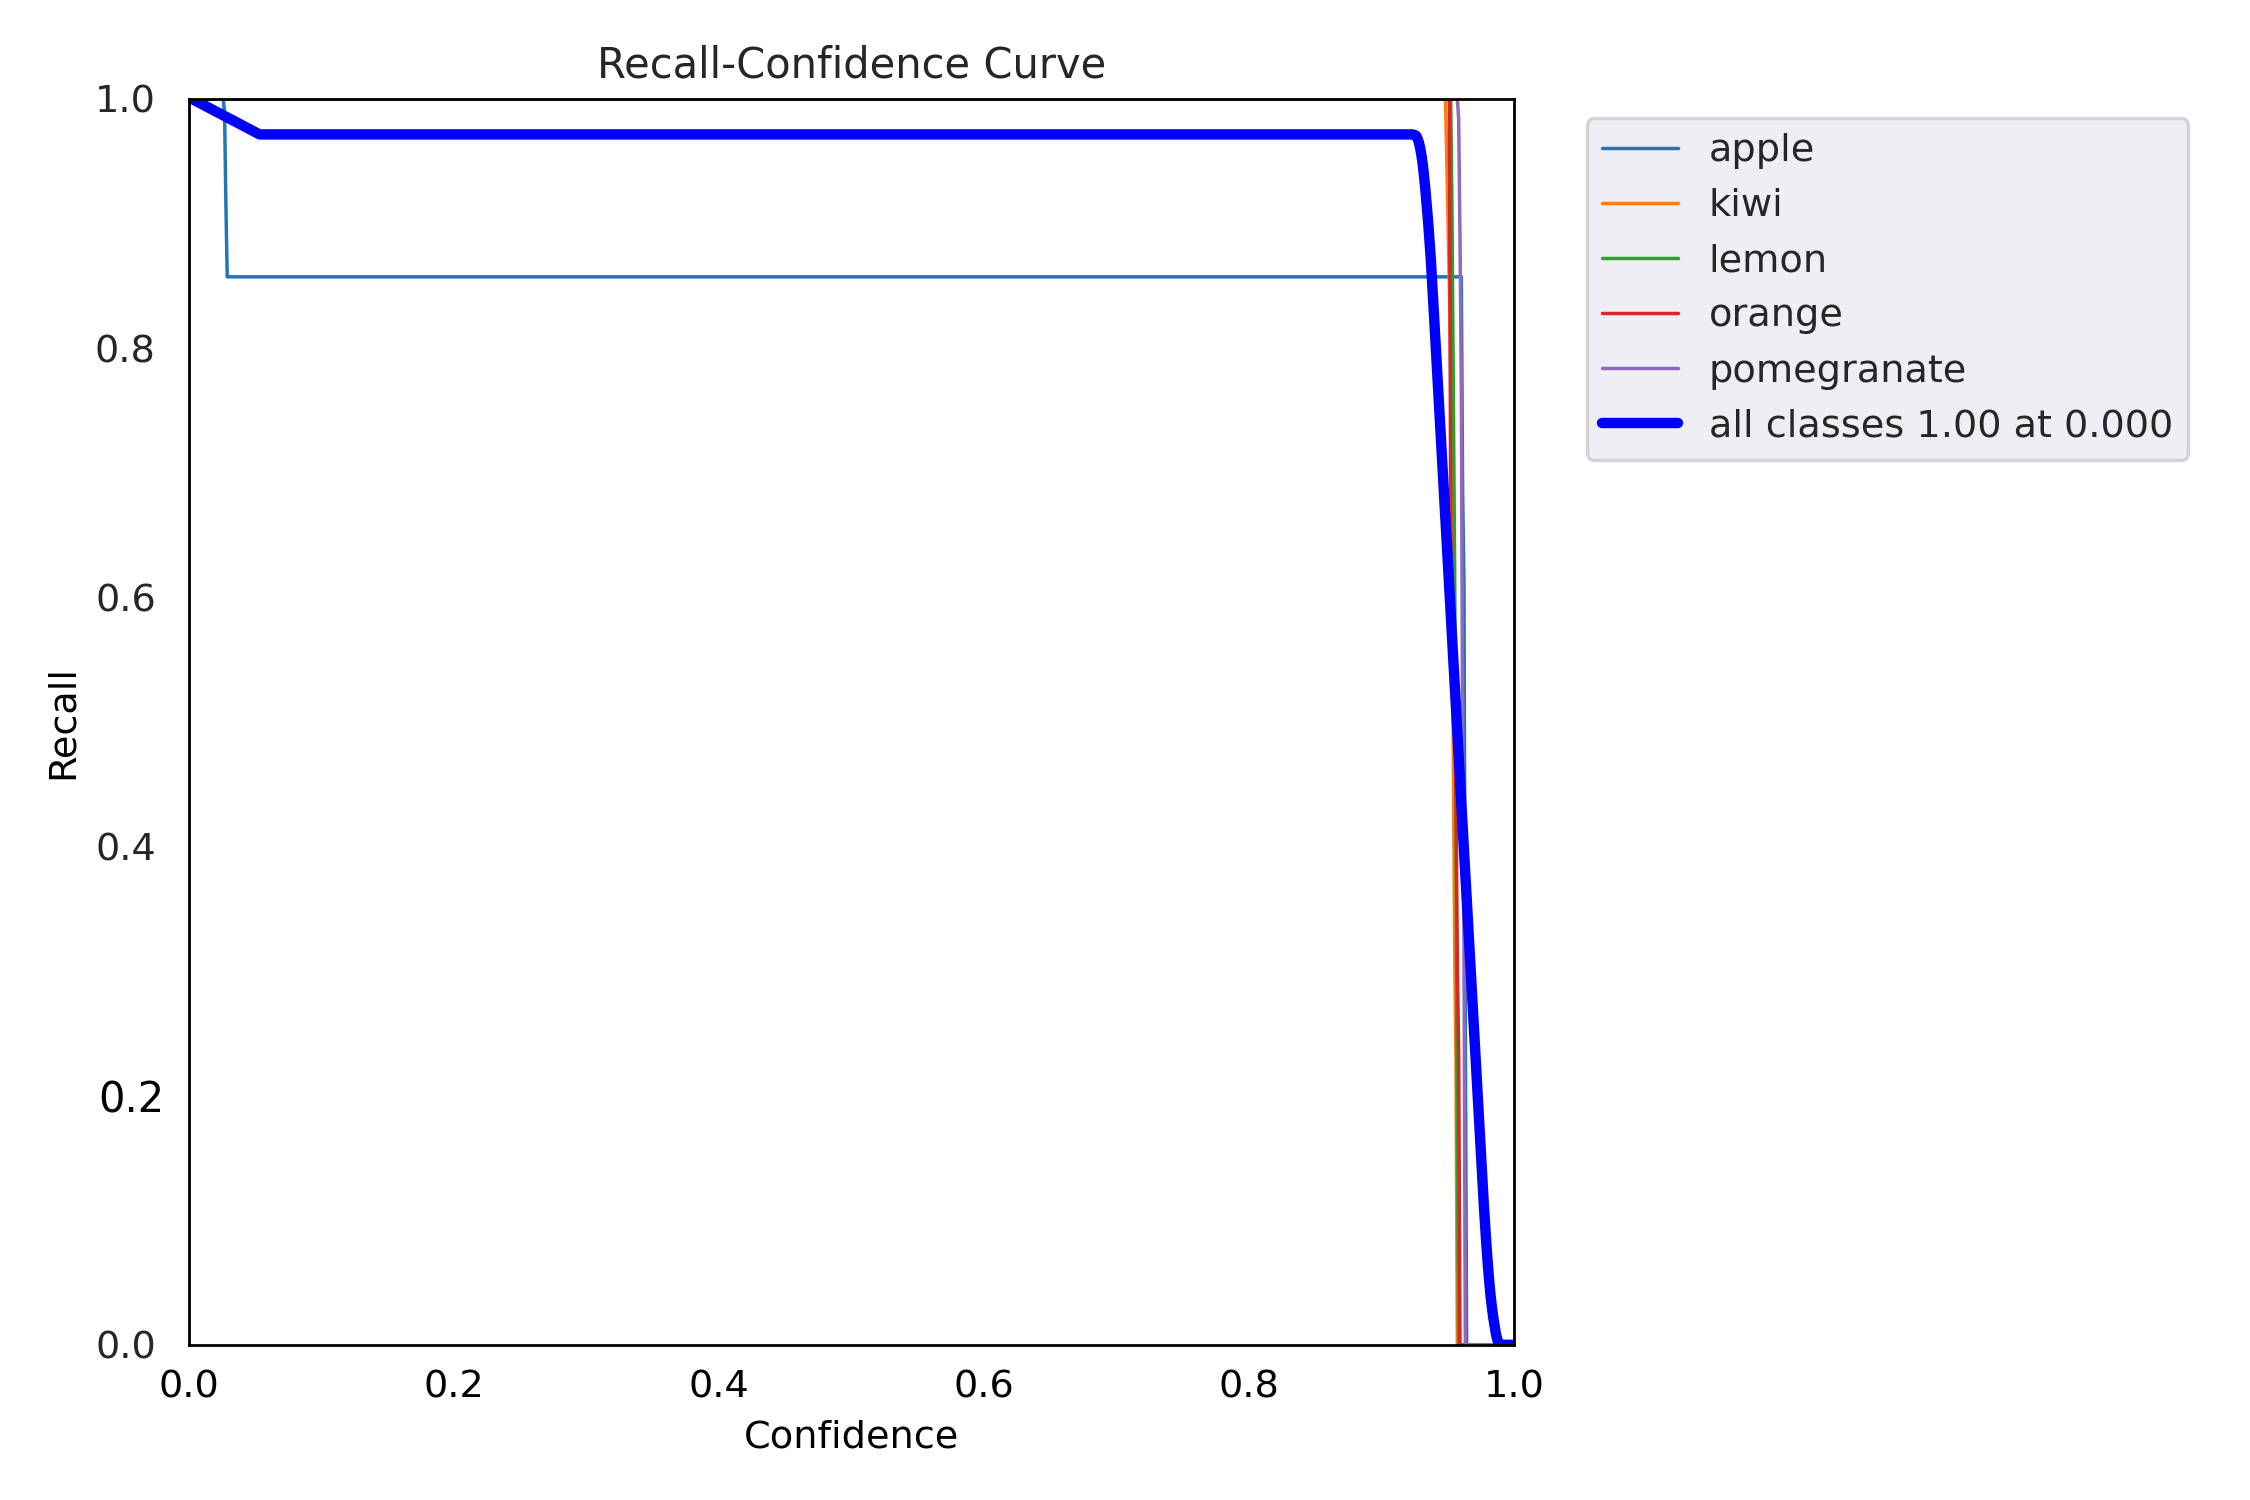 Recall-Confidence Curve
1.0
0.8
0.6
0.4
0.2
0.0
Recall
0.0 0.2 0.4 0.6 0.8 1.0
Confidence
apple
kiwi
lemon
orange
pomegranate
all classes 1.00 at 0.000